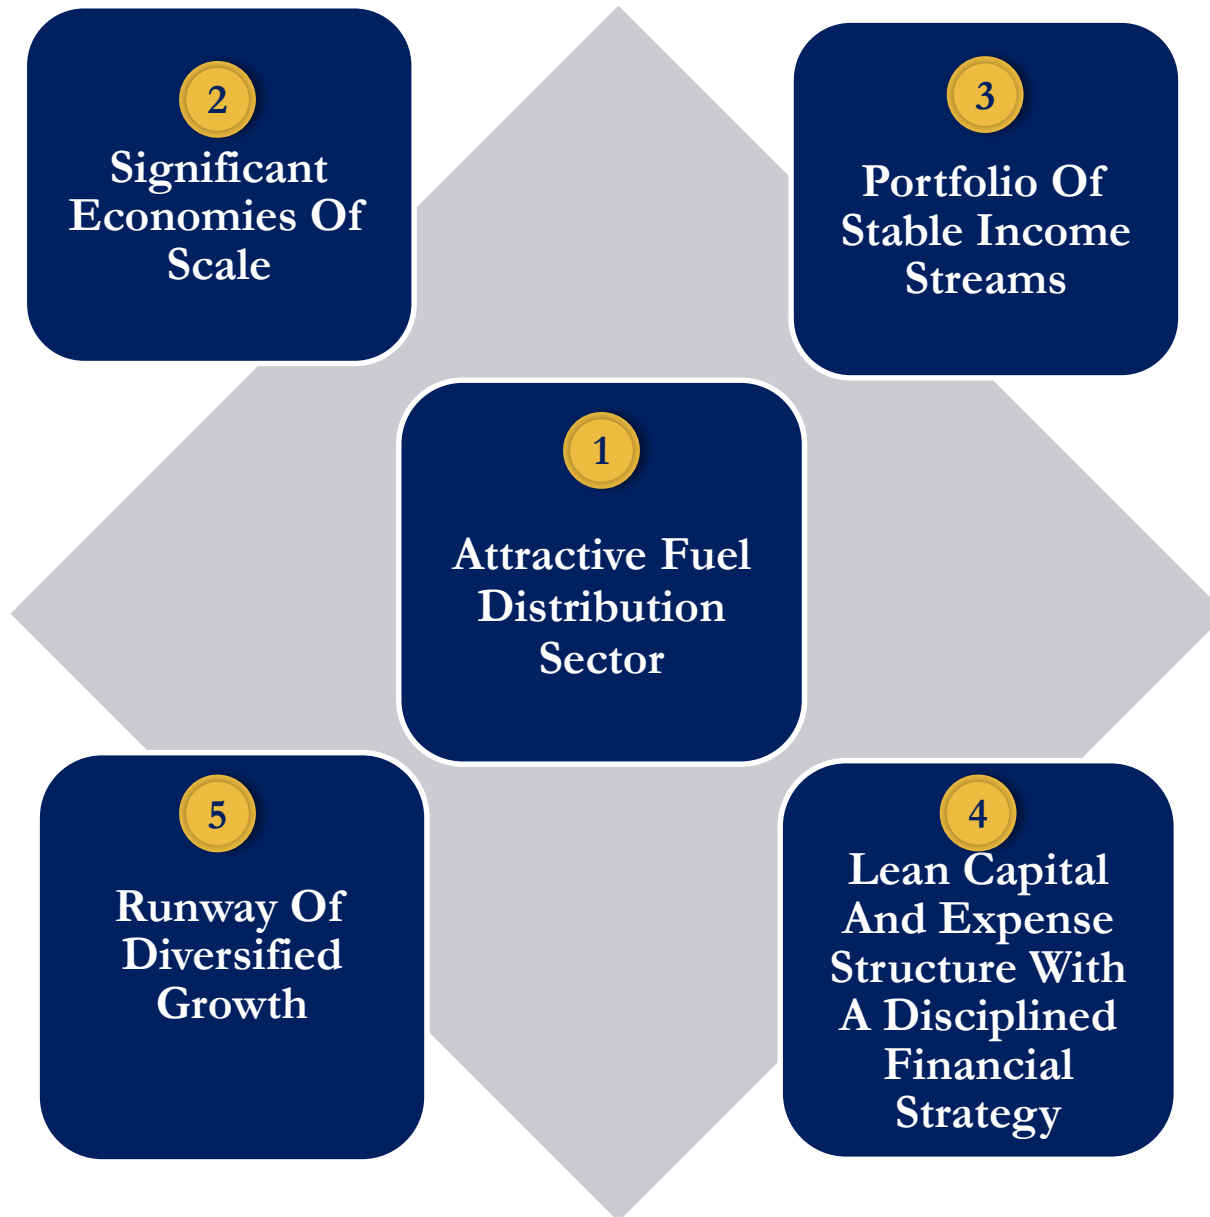 2
Significant
Economies Of
Scale
3
Portfolio Of
Stable Income
Streams
1
Attractive Fuel
Distribution
Sector
5
Runway Of
Diversified
Growth
4
Lean Capital
And Expense
Structure With
A Disciplined
Financial
Strategy